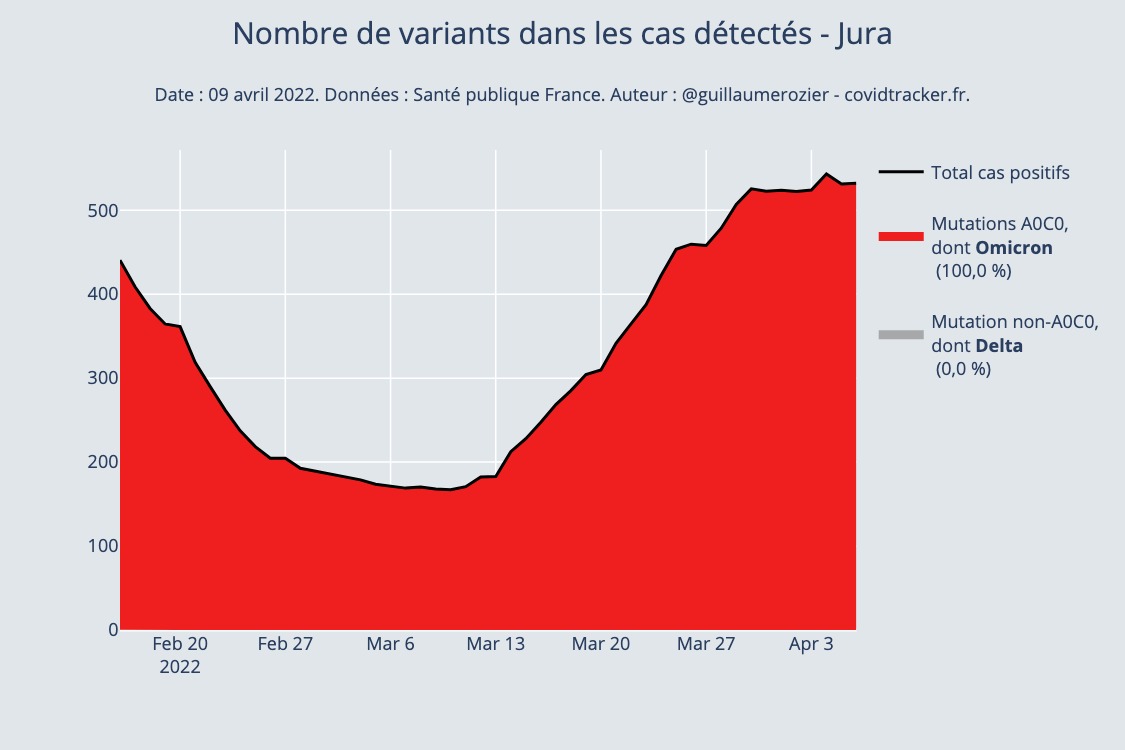 Nombre de variants dans les cas détectés - Jura
Date : 09 avril 2022. Données : Santé publique France. Auteur : @guillaumerozier - covidtracker.fr.
Total cas positifs
Mutations A0C0,
dont Omicron
(100,0 %)
Mutation non-A0C0,
dont Delta
(0,0 %)
500
400
300
200
100
0
Feb 20
2022
Feb 27
Mar 6
Mar 13
Mar 20
Mar 27
Apr 3